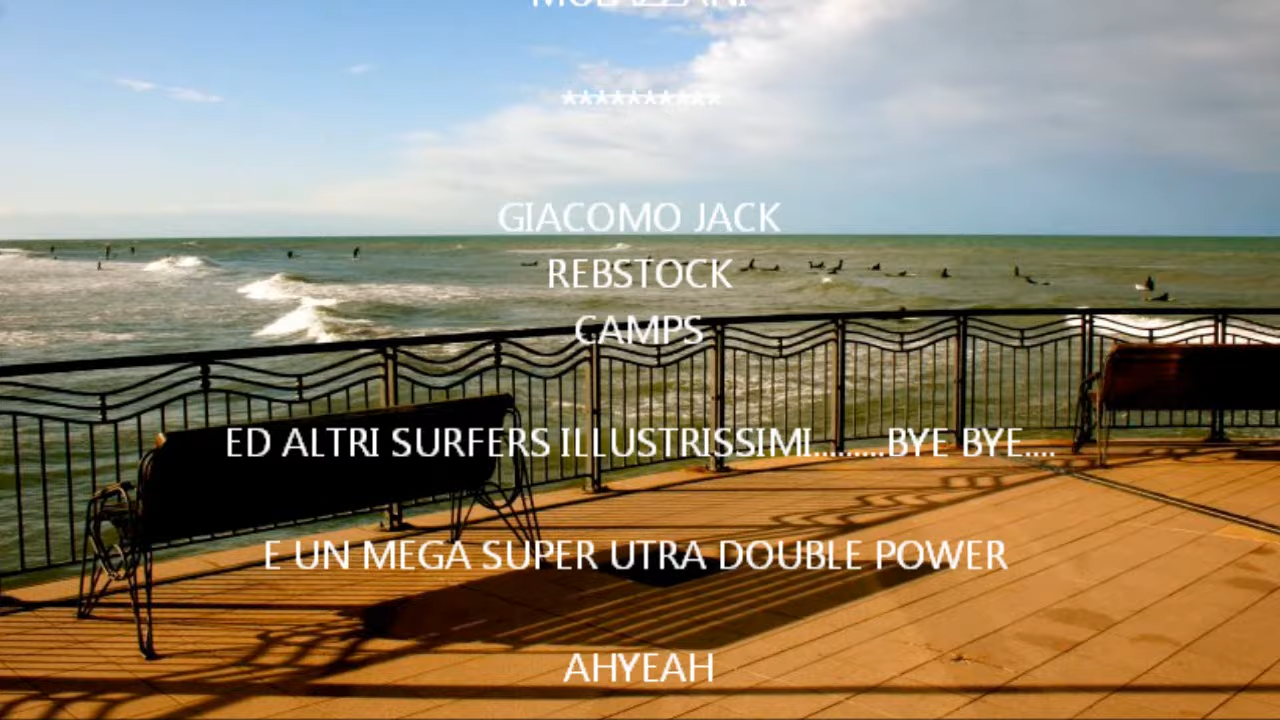 **********
GIACOMO JACK
REBSTOCK
CAMPS
ED ALTRI SURFERS ILLUSTRISSIMI.........BYE BYE....
E UN MEGA SUPER UTRA DOUBLE POWER
AHYEAH